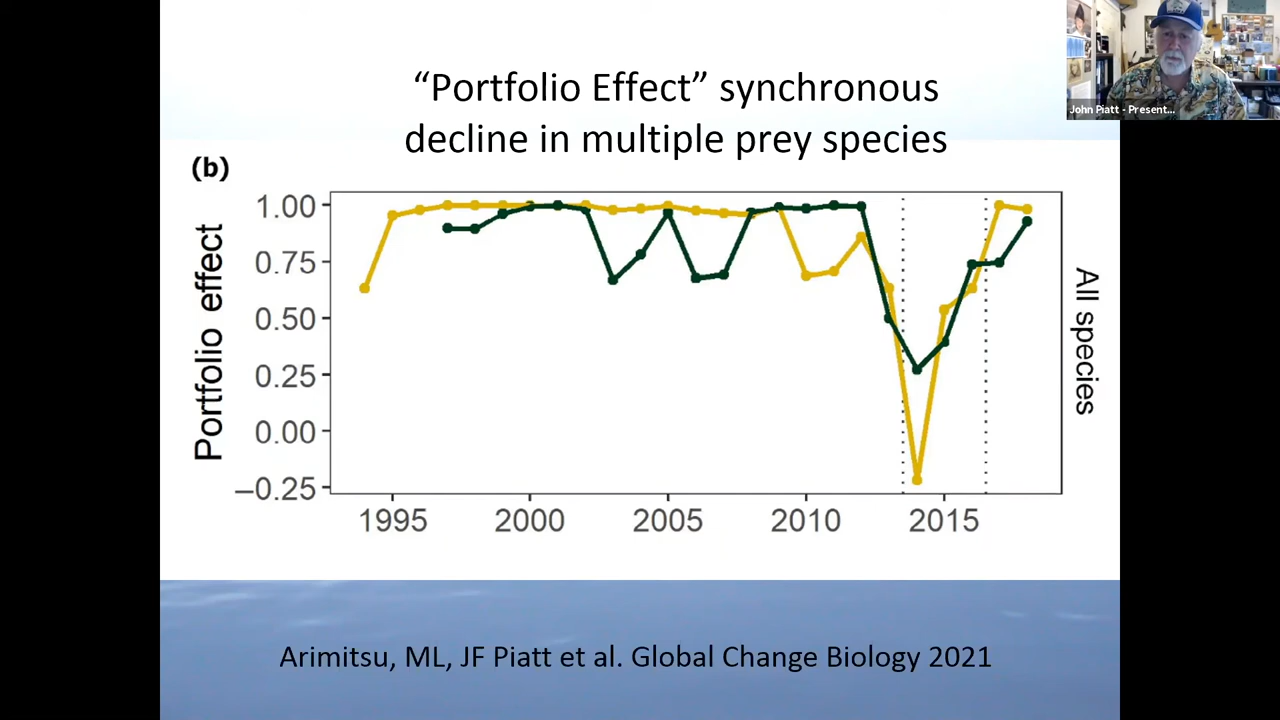 “Portfolio Effect” synchronous
decline in multiple prey species
John Piatt - Present...
(b)
Portfolio effect
1.00
0.75
0.50
0.25
0.00
−0.25
1995 2000 2005 2010 2015
All species
Arimitsu, ML, JF Piatt et al. Global Change Biology 2021